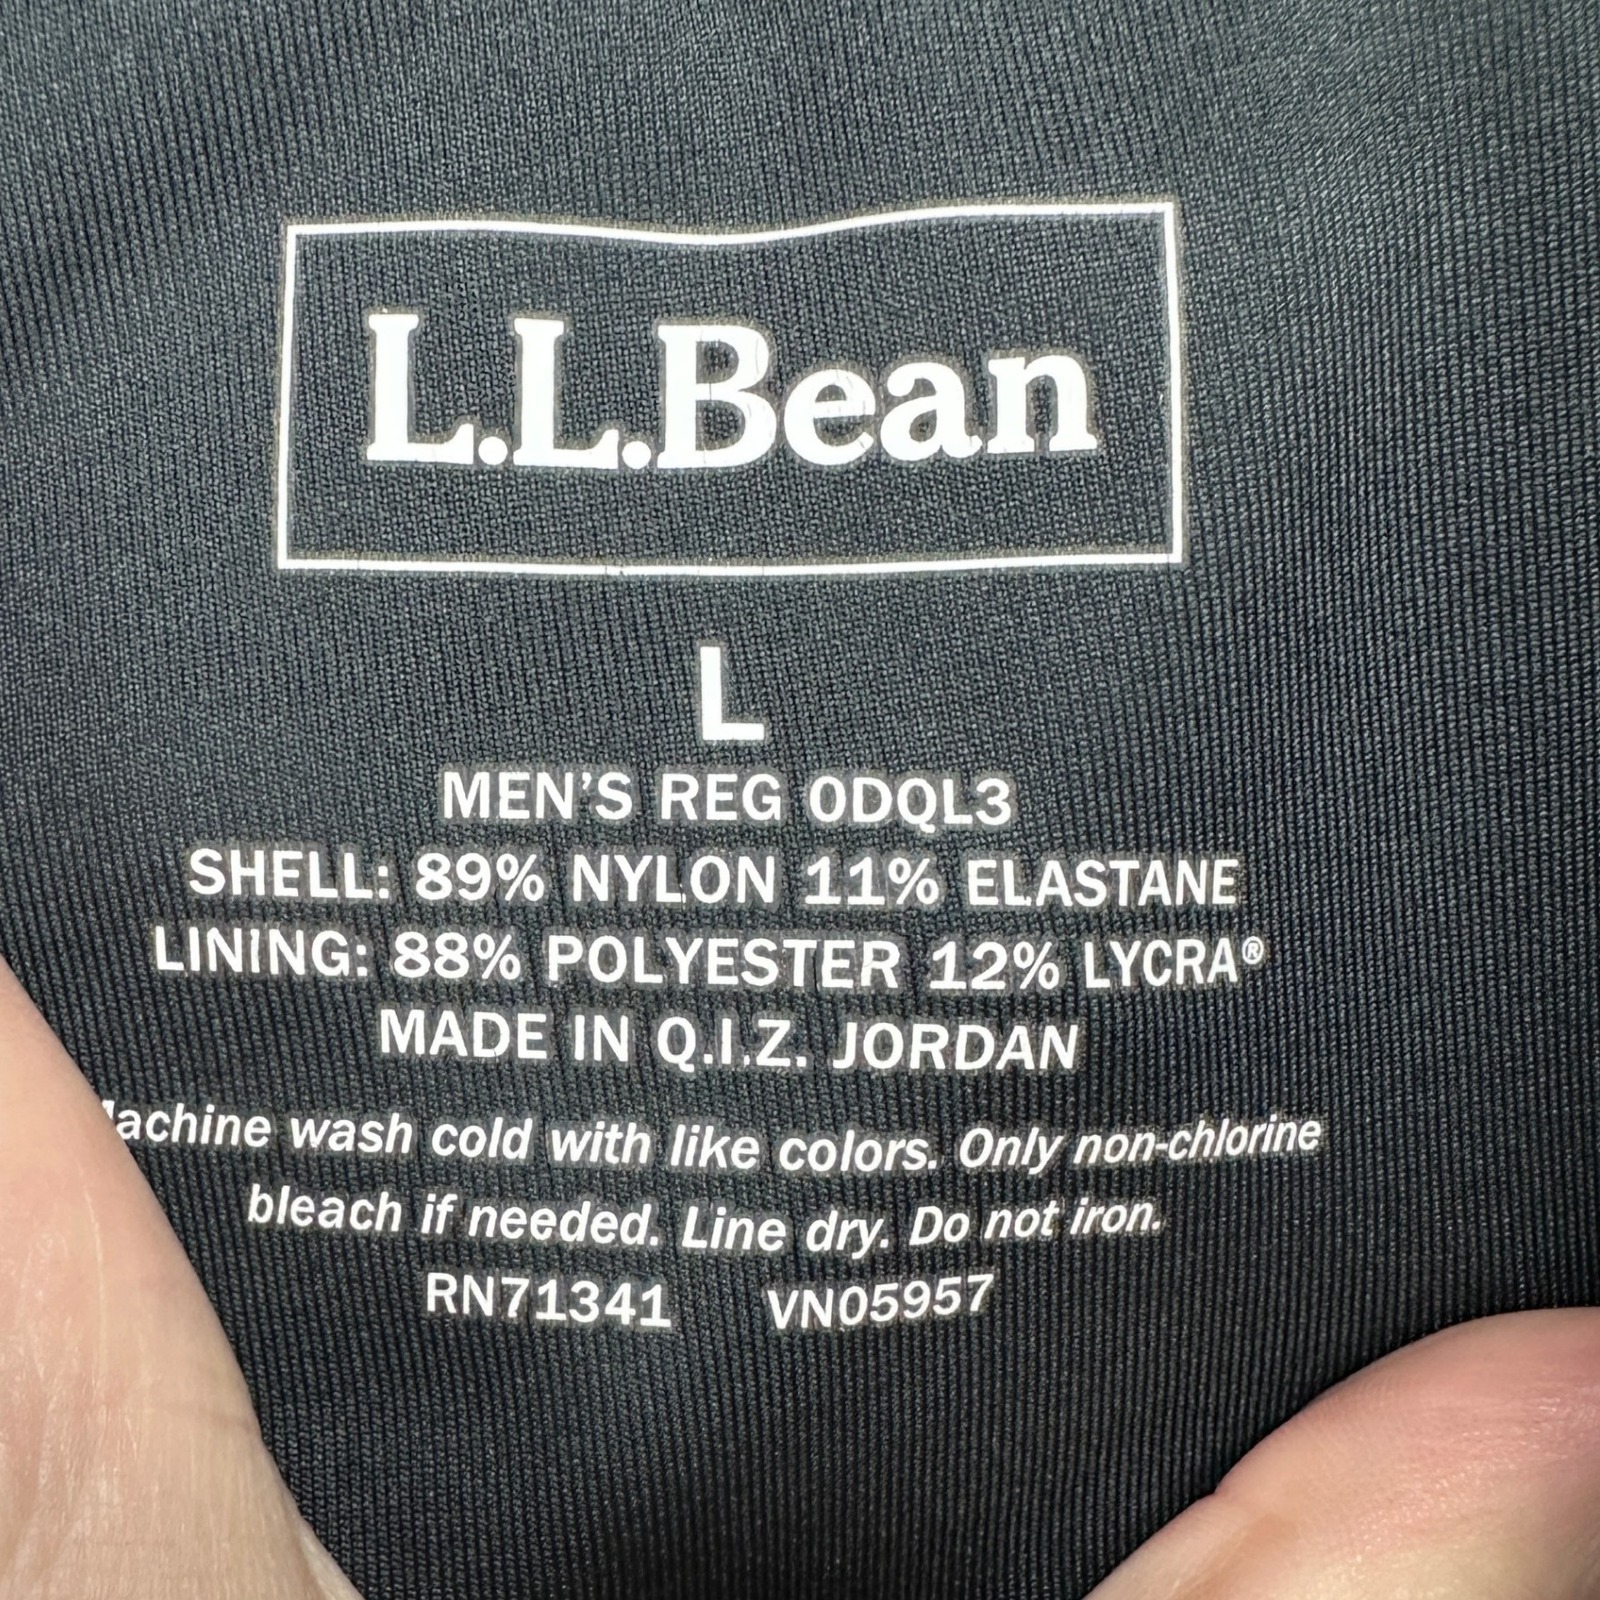 L.L.Bean
L
MEN'S REG 0DQL3
SHELL: 89% NYLON 11% ELASTANE
LINING: 88% POLYESTER 12% LYCRA®
MADE IN Q.I.Z. JORDAN
Machine wash cold with like colors. Only non-chlorine
bleach if needed. Line dry. Do not iron.
RN71341 VN05957